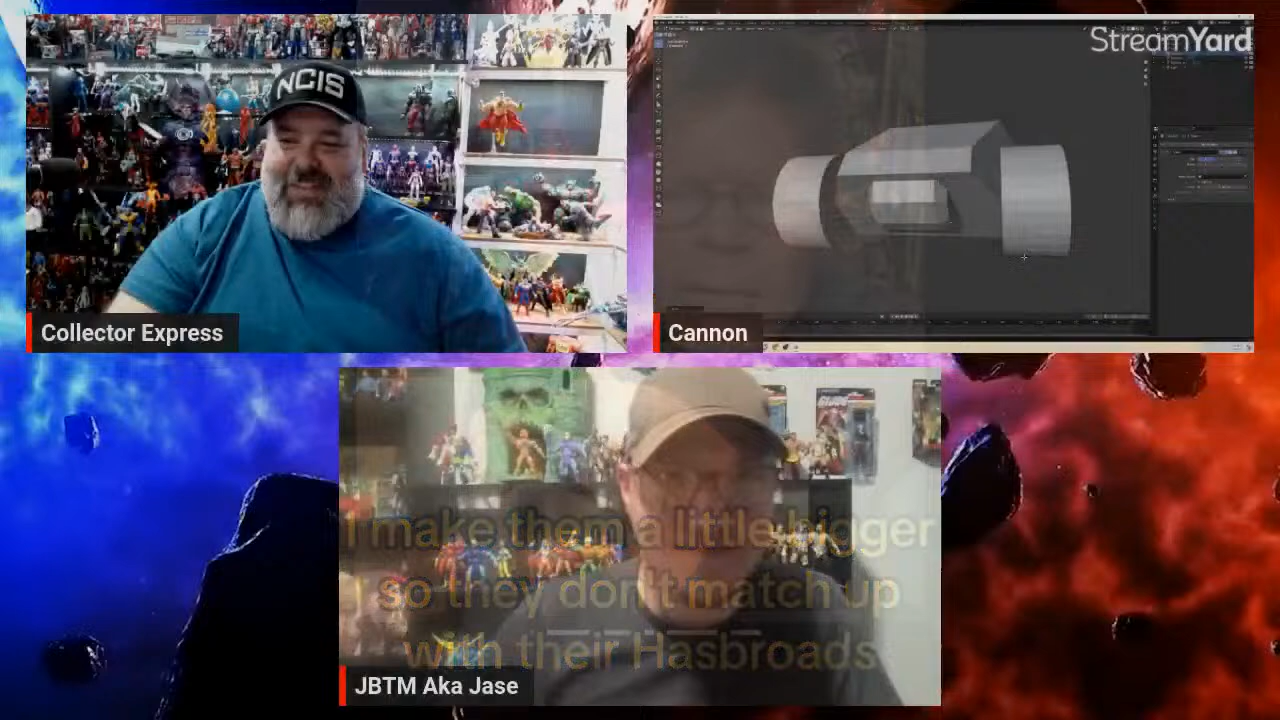 NCIS
StreamYard
Collector Express
Cannon
G.I. JOE
I make them a little bigger
so they don't match up
with their Hasbroads
JBTM Aka Jase